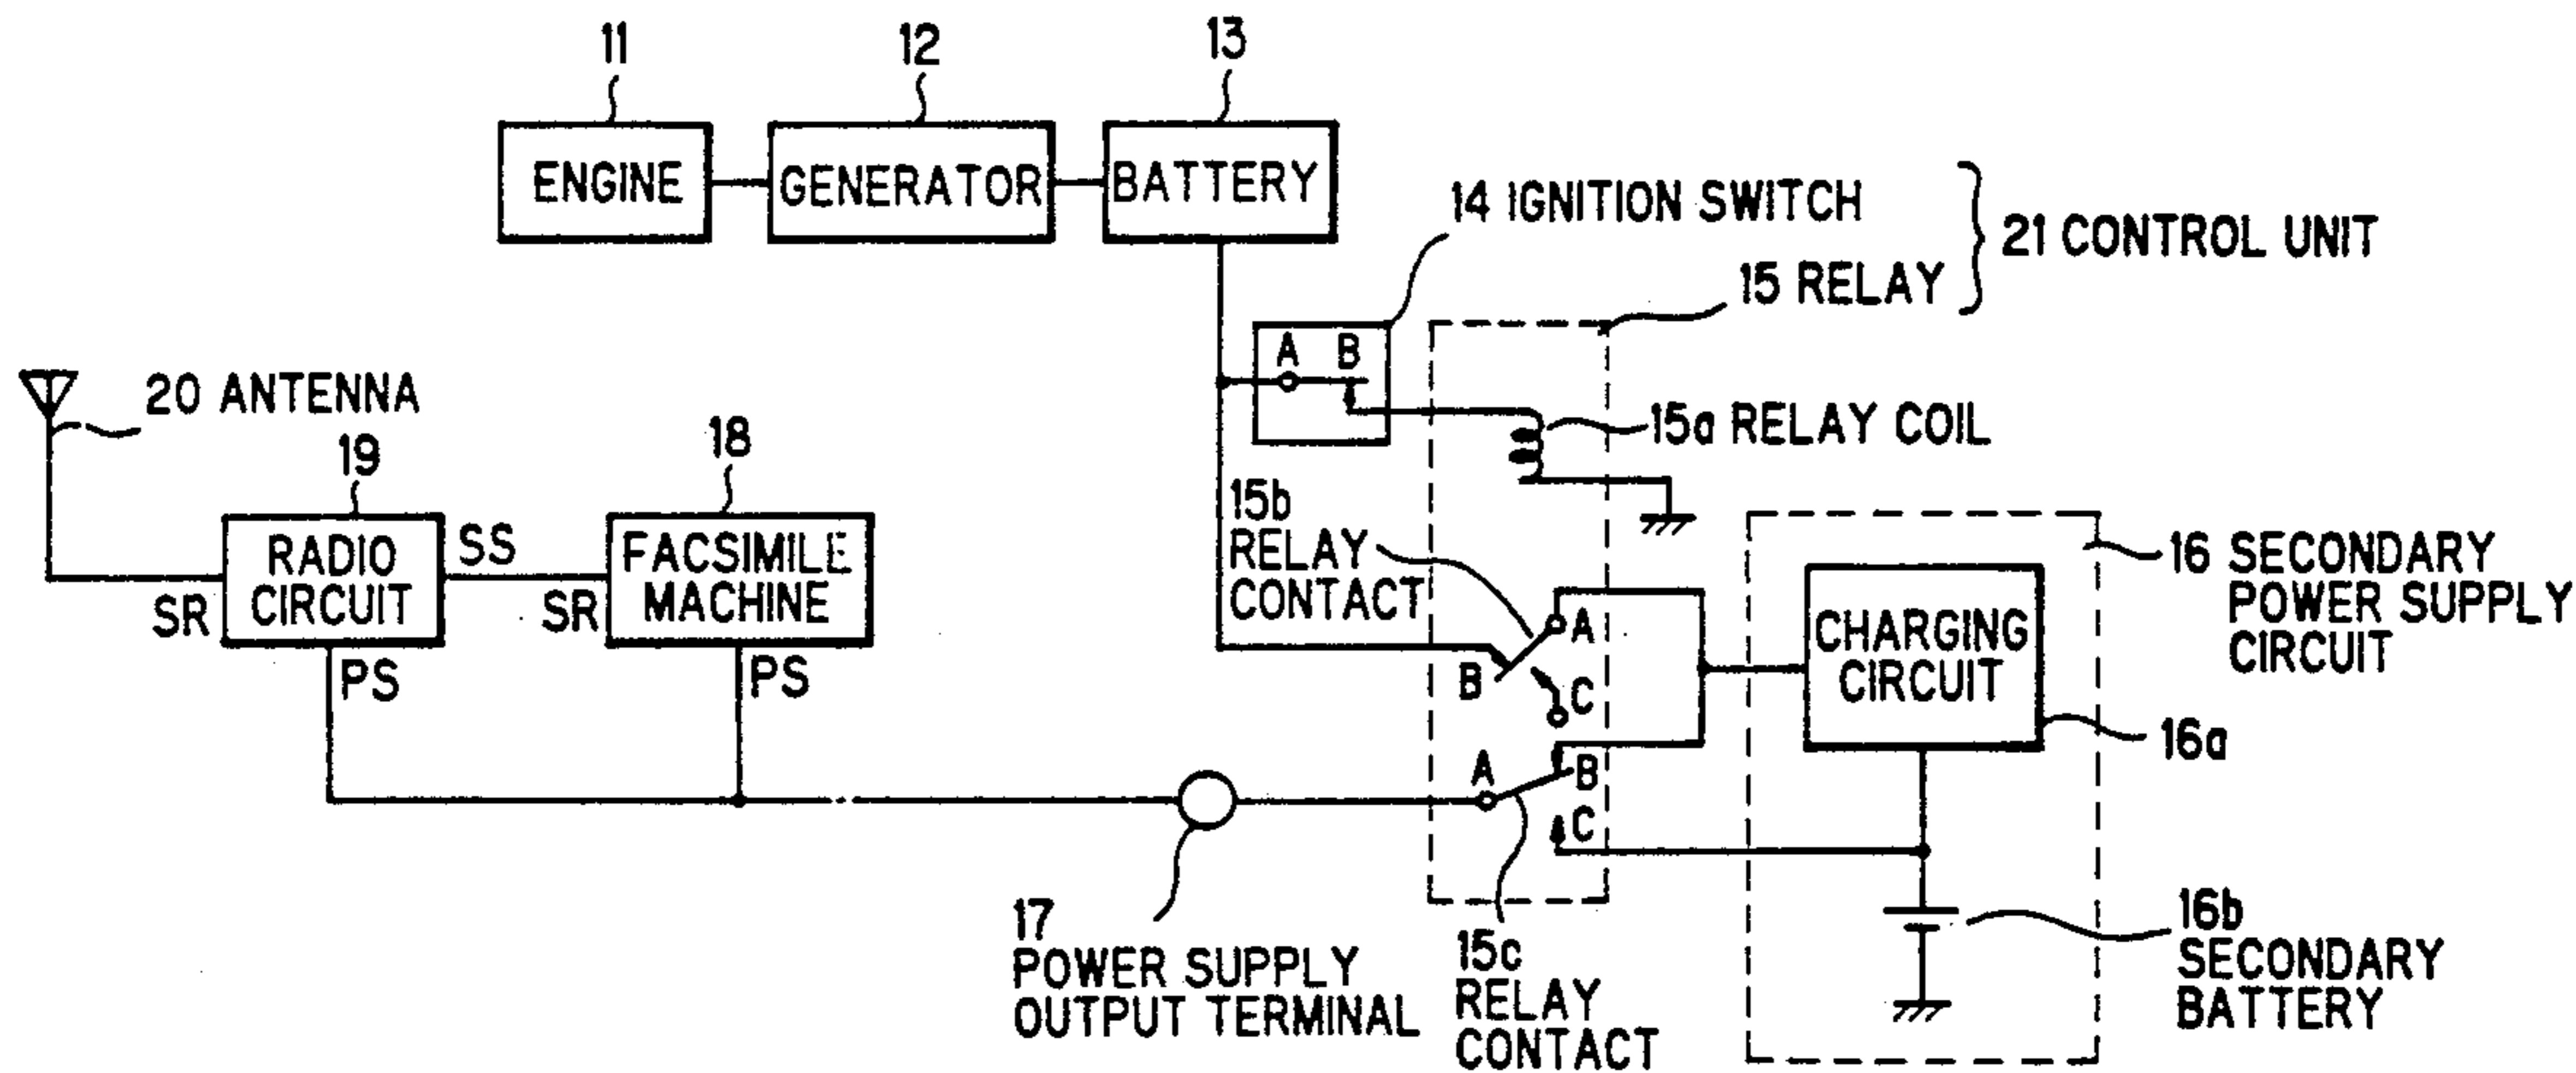 11
12
13
ENGINE
GENERATOR
BATTERY
14 IGNITION SWITCH
15 RELAY
21 CONTROL UNIT
A B
20 ANTENNA
19
18
15a RELAY COIL
15b
RELAY
CONTACT
RADIO
CIRCUIT
SS
SR
FACSIMILE
MACHINE
SR
PS
PS
A
B
C
16 SECONDARY
POWER SUPPLY
CIRCUIT
CHARGING
CIRCUIT
16a
A
B
C
17
POWER SUPPLY
OUTPUT TERMINAL
15c
RELAY
CONTACT
16b
SECONDARY
BATTERY